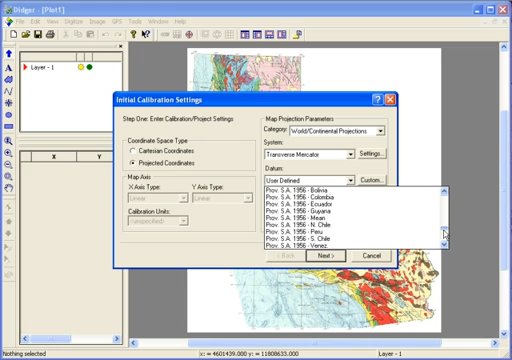 Didger - [Plot1]
File Edit View Digitize Image GPS Tools Window Help
Layer - 1
X Y
Initial Calibration Settings
Step One: Enter Calibration/Project Settings
Coordinate Space Type
Cartesian Coordinates
Projected Coordinates
Map Axis
X Axis Type: Y Axis Type:
Linear Linear
Calibration Units:
<unspecified>
Map Projection Parameters
Category: World/Continental Projections
System:
Transverse Mercator Settings...
Datum:
User Defined Custom...
Prov. S.A. 1956 - Bolivia
Prov. S.A. 1956 - Colombia
Prov. S.A. 1956 - Ecuador
Prov. S.A. 1956 - Guyana
Prov. S.A. 1956 - Mean
Prov. S.A. 1956 - N. Chile
Prov. S.A. 1956 - Peru
Prov. S.A. 1956 - S. Chile
Prov. S.A. 1956 - Venez.
< Back Next > Cancel
Nothing selected x: = 4601439.000 y: = 11808633.000 Layer - 1